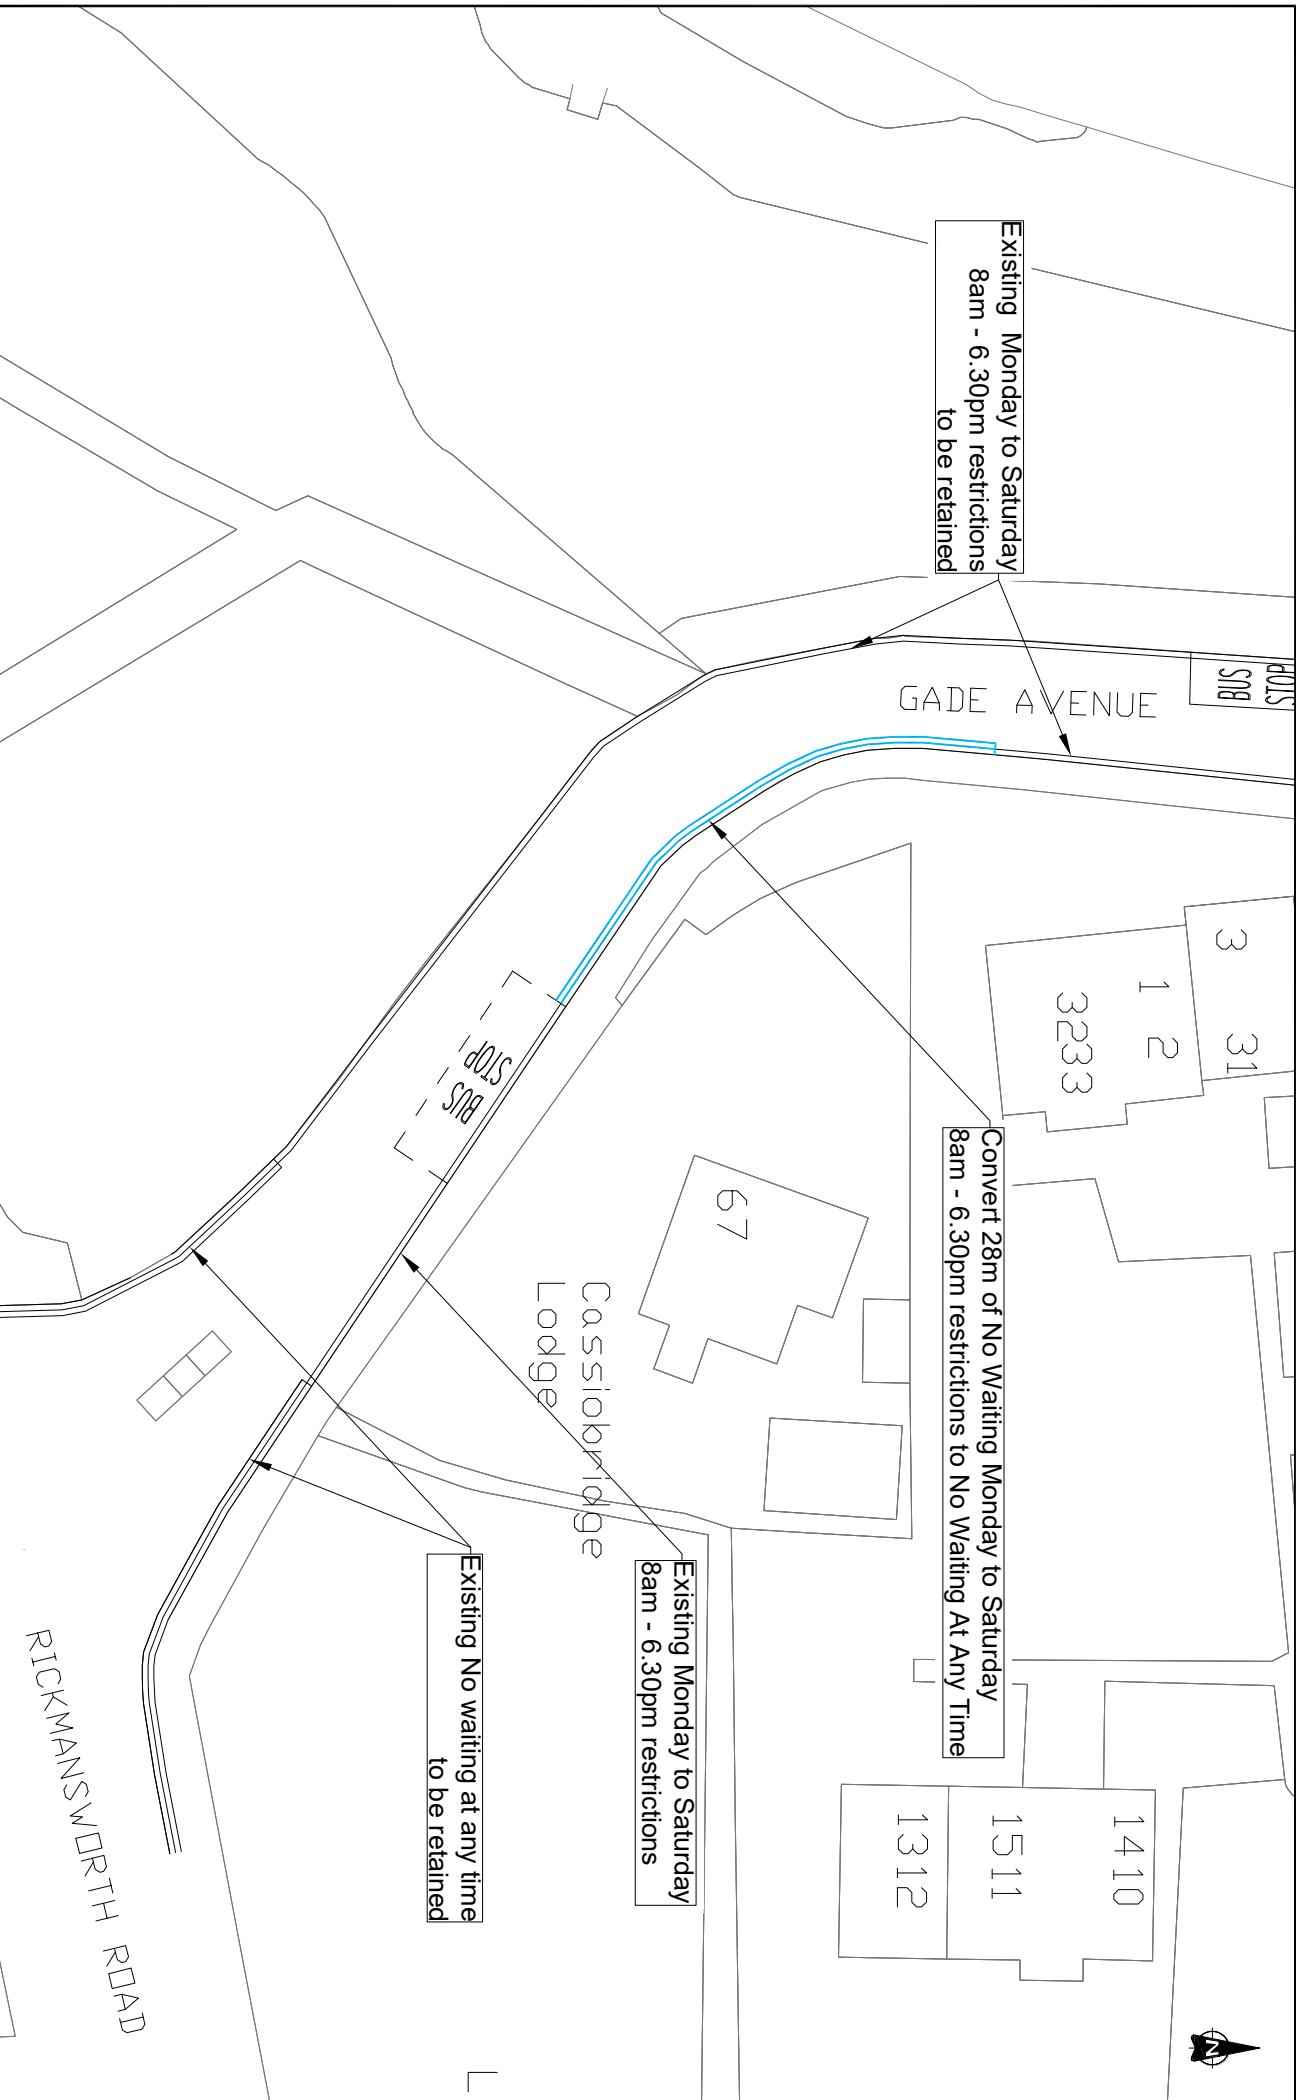 Existing Monday to Saturday
8am - 6.30pm restrictions
to be retained
BUS
STOP
GADE AVENUE
3
31
1 2
3233
Convert 28m of No Waiting Monday to Saturday
8am - 6.30pm restrictions to No Waiting At Any Time
BUS
STOP
67
Cassiobridge
Lodge
Existing Monday to Saturday
8am - 6.30pm restrictions
Existing No waiting at any time
to be retained
1410
1511
1312
RICKMANSWORTH ROAD
L
N